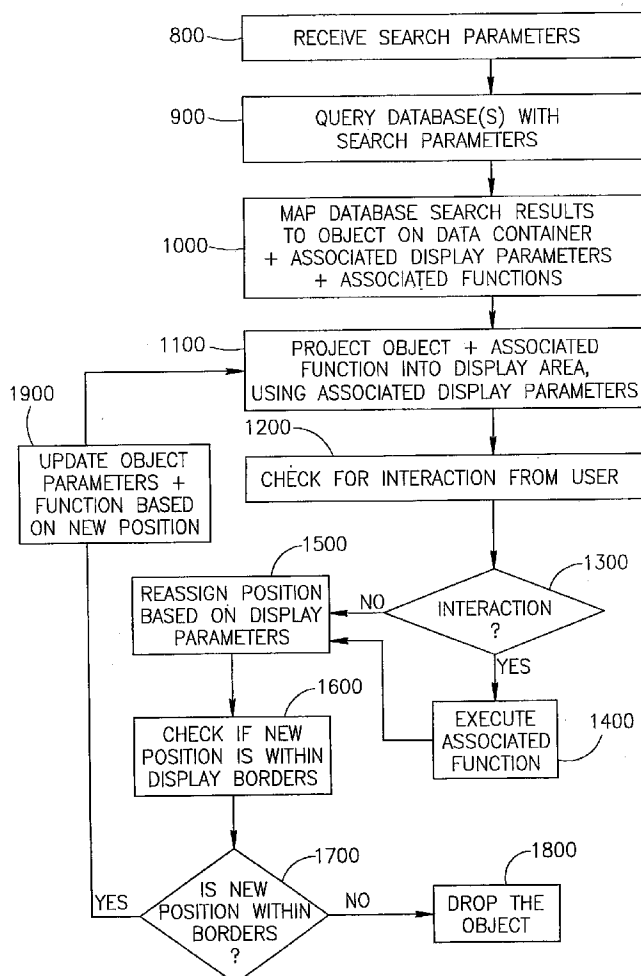 800
RECEIVE SEARCH PARAMETERS
900
QUERY DATABASE(S) WITH
SEARCH PARAMETERS
1000
MAP DATABASE SEARCH RESULTS
TO OBJECT ON DATA CONTAINER
+ ASSOCIATED DISPLAY PARAMETERS
+ ASSOCIATED FUNCTIONS
1100
PROJECT OBJECT + ASSOCIATED
FUNCTION INTO DISPLAY AREA,
USING ASSOCIATED DISPLAY PARAMETERS
1900
UPDATE OBJECT
PARAMETERS +
FUNCTION BASED
ON NEW POSITION
1200
CHECK FOR INTERACTION FROM USER
1300
INTERACTION
?
NO
YES
1500
REASSIGN POSITION
BASED ON DISPLAY
PARAMETERS
EXECUTE
ASSOCIATED
FUNCTION
1400
1600
CHECK IF NEW
POSITION IS WITHIN
DISPLAY BORDERS
1700
IS NEW
POSITION WITHIN
BORDERS
?
YES
NO
1800
DROP THE
OBJECT